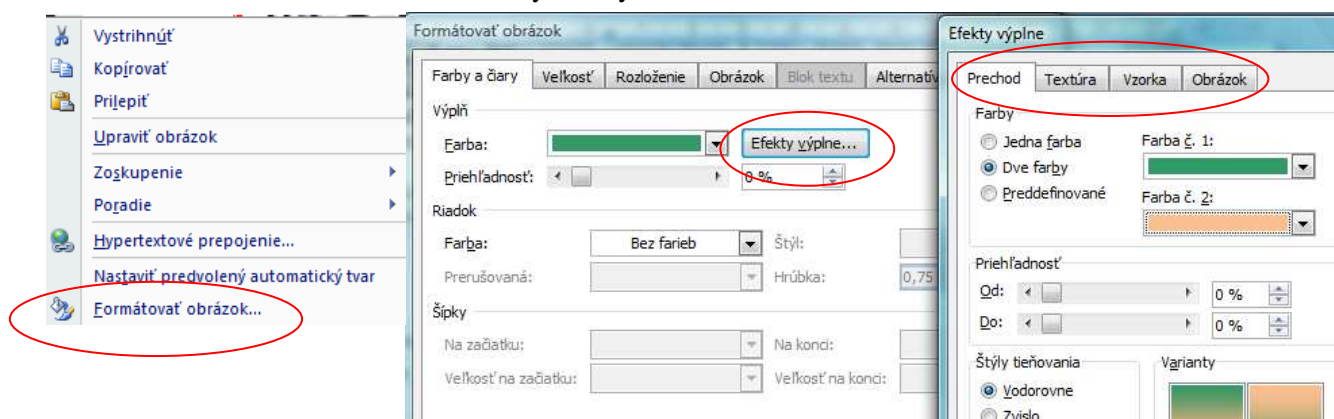 Vystrihnúť
Kopírovať
Prilepiť
Upraviť obrázok
Zoskupenie
Poradie
Hypertextové prepojenie...
Nastaviť predvolený automatický tvar
Formátovať obrázok...
Formátovať obrázok
Farby a čiary Veľkosť Rozloženie Obrázok Blok textu Alternatív
Výplň
Farba: Efekty výplne...
Priehľadnosť: 0 %
Riadok
Farba: Bez farieb Štýl:
Prerušovaná: Hrúbka: 0,75
Šípky
Na začiatku: Na konci:
Veľkosť na začiatku: Veľkosť na konci:
Efekty výplne
Prechod Textúra Vzorka Obrázok
Farby
Jedna farba Farba č. 1:
Dve farby
Preddefinované Farba č. 2:
Priehľadnosť
Od: 0 %
Do: 0 %
Štýly tieňovania Varianty
Vodorovne
Zvislo